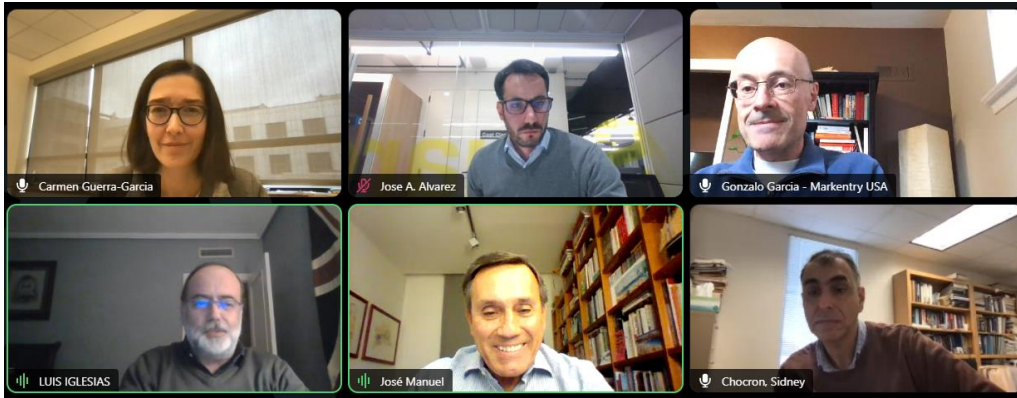 Carmen Guerra-Garcia
Jose A. Alvarez
Gonzalo Garcia - Markentry USA
LUIS IGLESIAS
José Manuel
Chocron, Sidney